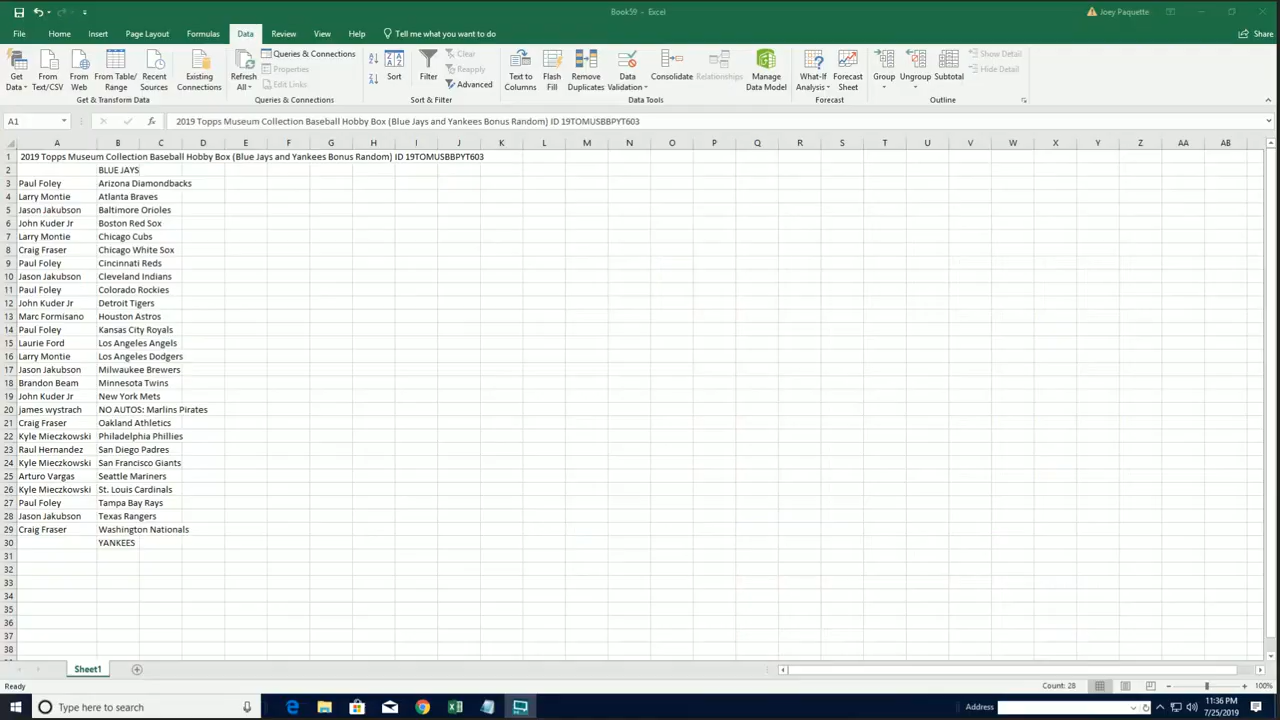 Book59 - Excel
Joey Paquette
File Home Insert Page Layout Formulas Data Review View Help Tell me what you want to do Share
Get Data From Text/CSV From Web From Table/ Range Recent Sources Existing Connections
Get & Transform Data
Refresh All Queries & Connections Properties Edit Links
Queries & Connections
Sort Filter Clear Reapply Advanced
Sort & Filter
Text to Columns Flash Fill Remove Duplicates Data Validation Consolidate Relationships Manage Data Model
Data Tools
What-If Analysis Forecast Sheet
Forecast
Group Ungroup Subtotal Show Detail Hide Detail
Outline
A1 fx 2019 Topps Museum Collection Baseball Hobby Box (Blue Jays and Yankees Bonus Random) ID 19TOMUSBBPYT603
A B C D E F G H I J K L M N O P Q R S T U V W X Y Z AA AB
1 2019 Topps Museum Collection Baseball Hobby Box (Blue Jays and Yankees Bonus Random) ID 19TOMUSBBPYT603
2 BLUE JAYS
3 Paul Foley Arizona Diamondbacks
4 Larry Montie Atlanta Braves
5 Jason Jakubson Baltimore Orioles
6 John Kuder Jr Boston Red Sox
7 Larry Montie Chicago Cubs
8 Craig Fraser Chicago White Sox
9 Paul Foley Cincinnati Reds
10 Jason Jakubson Cleveland Indians
11 Paul Foley Colorado Rockies
12 John Kuder Jr Detroit Tigers
13 Marc Formisano Houston Astros
14 Paul Foley Kansas City Royals
15 Laurie Ford Los Angeles Angels
16 Larry Montie Los Angeles Dodgers
17 Jason Jakubson Milwaukee Brewers
18 Brandon Beam Minnesota Twins
19 John Kuder Jr New York Mets
20 james wystrach NO AUTOS: Marlins Pirates
21 Craig Fraser Oakland Athletics
22 Kyle Mieczkowski Philadelphia Phillies
23 Raul Hernandez San Diego Padres
24 Kyle Mieczkowski San Francisco Giants
25 Arturo Vargas Seattle Mariners
26 Kyle Mieczkowski St. Louis Cardinals
27 Paul Foley Tampa Bay Rays
28 Jason Jakubson Texas Rangers
29 Craig Fraser Washington Nationals
30 YANKEES
31
32
33
34
35
36
37
38
Sheet1
Ready Count: 28 100%
Type here to search Address 11:36 PM
7/25/2019